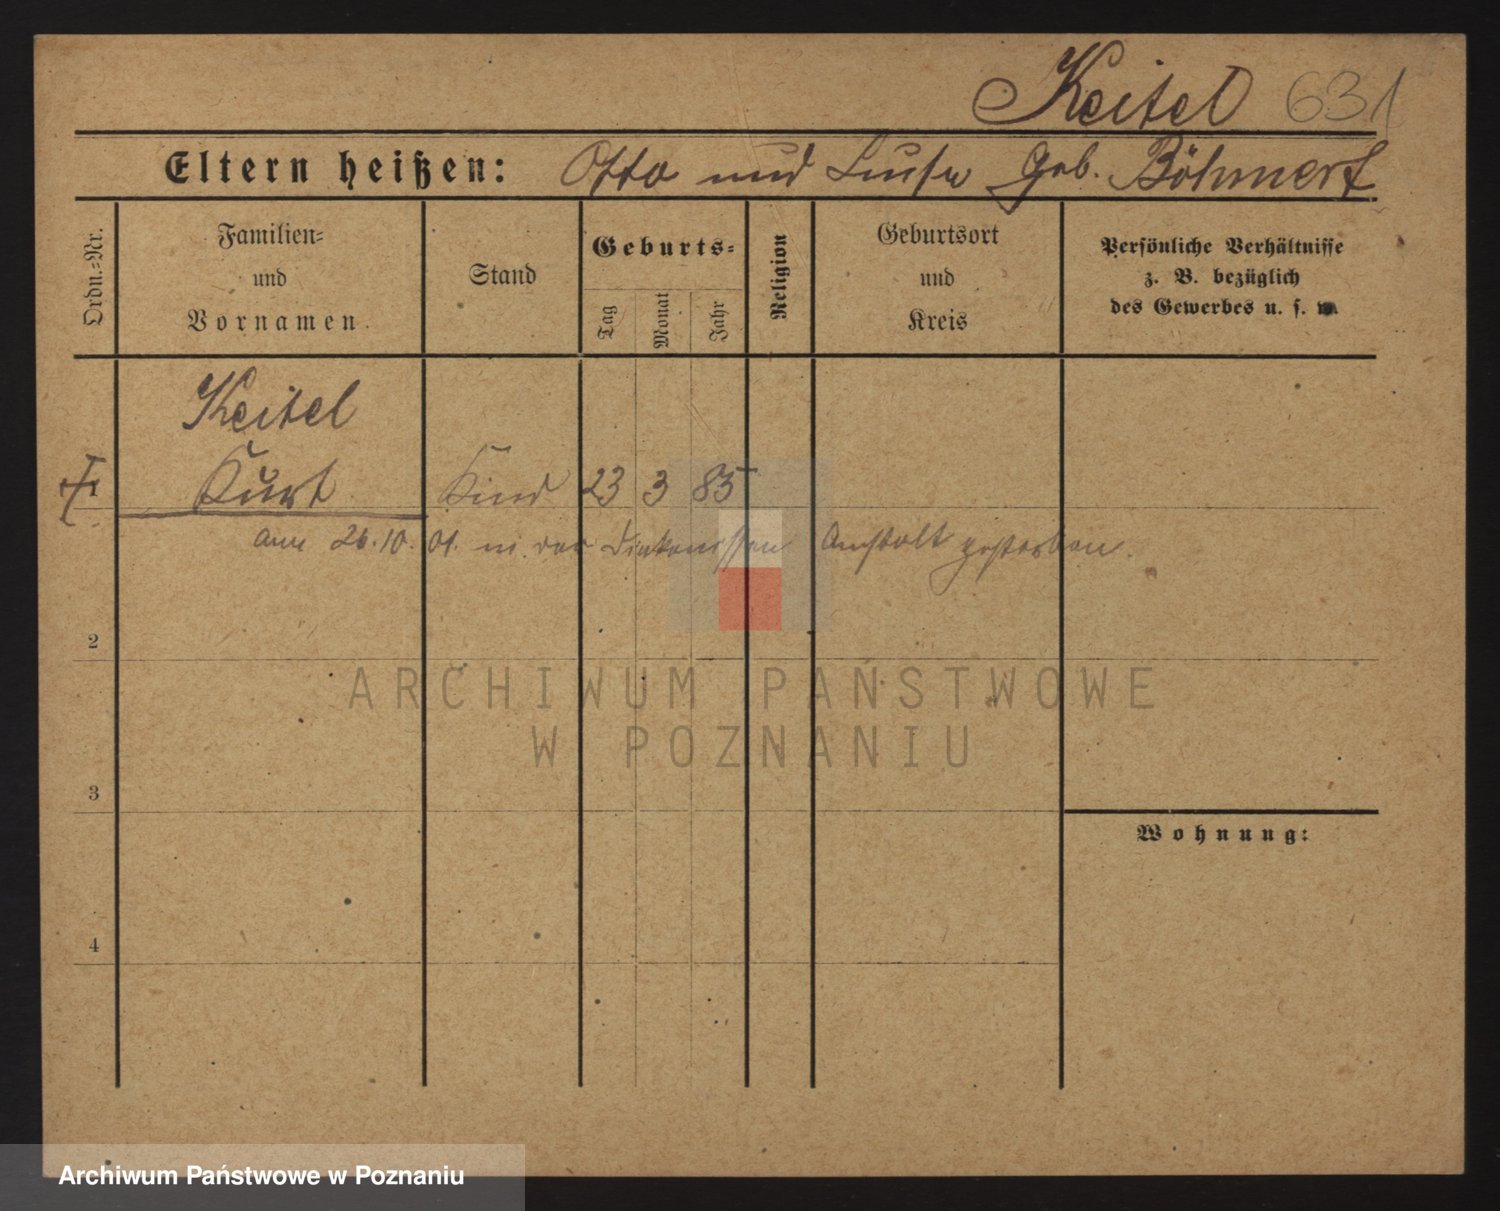 Keitel 631
Eltern heißen: Otto und Luise geb. Böhmert
Ordn.-Nr.
Familien-
und
Vornamen
Stand
Geburts-
Tag
Monat
Jahr
Religion
Geburtsort
und
Kreis
Persönliche Verhältnisse
z. B. bezüglich
des Gewerbes u. s. w.
Keitel
1 Kurt Kind 23 3 85
am 26.10.01. in der Diakonissen Anstalt gestorben.
2
3
Wohnung:
4
ARCHIWUM PAŃSTWOWE
W POZNANIU
Archiwum Państwowe w Poznaniu